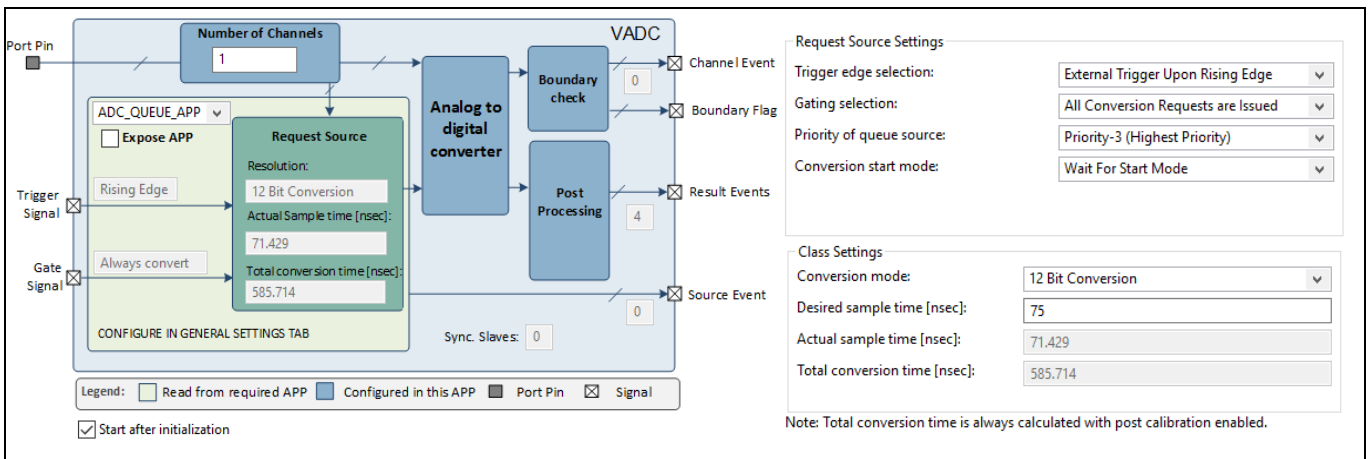 VADC
Number of Channels
1
Port Pin
ADC_QUEUE_APP
Expose APP
Request Source
Resolution:
12 Bit Conversion
Actual Sample time [nsec]:
71.429
Total conversion time [nsec]:
585.714
Trigger Signal
Rising Edge
Gate Signal
Always convert
CONFIGURE IN GENERAL SETTINGS TAB
Analog to
digital
converter
Boundary
check
Post
Processing
Channel Event
0
Boundary Flag
Result Events
4
Source Event
0
Sync. Slaves: 0
Legend: Read from required APP Configured in this APP Port Pin Signal
Start after initialization
Request Source Settings
Trigger edge selection: External Trigger Upon Rising Edge
Gating selection: All Conversion Requests are Issued
Priority of queue source: Priority-3 (Highest Priority)
Conversion start mode: Wait For Start Mode
Class Settings
Conversion mode: 12 Bit Conversion
Desired sample time [nsec]: 75
Actual sample time [nsec]: 71.429
Total conversion time [nsec]: 585.714
Note: Total conversion time is always calculated with post calibration enabled.